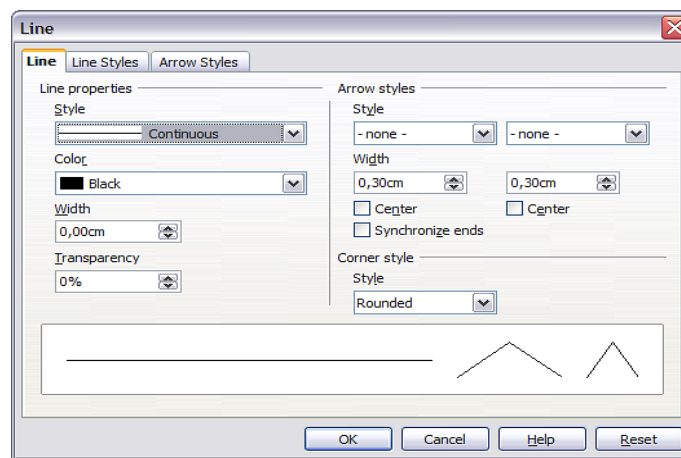 Line
Line Line Styles Arrow Styles
Line properties
Style
Continuous
Color
Black
Width
0,00cm
Transparency
0%
Arrow styles
Style
- none - - none -
Width
0,30cm 0,30cm
Center Center
Synchronize ends
Corner style
Style
Rounded
OK Cancel Help Reset